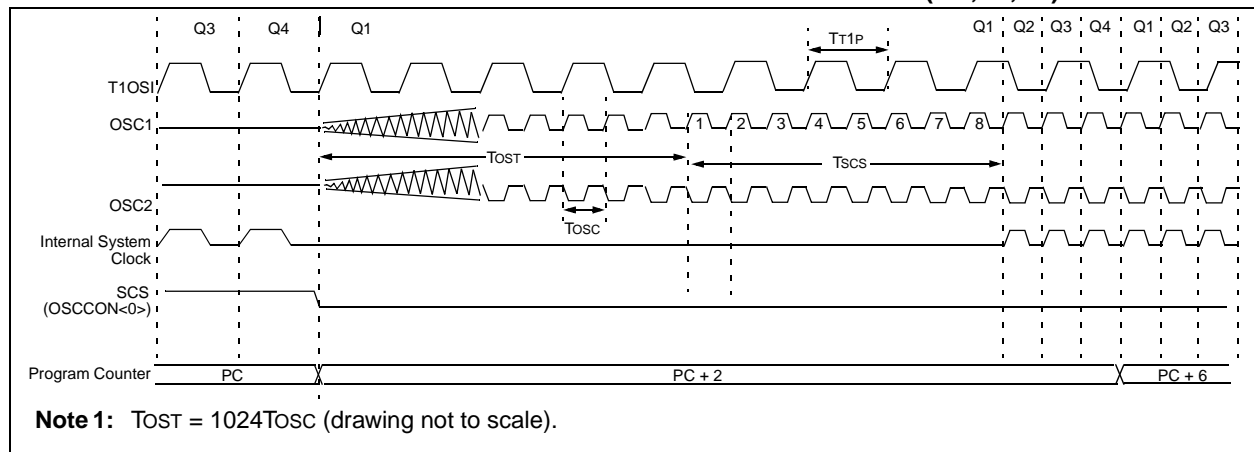 Q3 Q4 Q1 Q1 Q2 Q3 Q4 Q1 Q2 Q3
TT1P
T1OSI
OSC1
1 2 3 4 5 6 7 8
TOST
TSCS
OSC2
TOSC
Internal System
Clock
SCS
(OSCCON<0>)
Program Counter PC PC + 2 PC + 6
Note 1: TOST = 1024TOSC (drawing not to scale).